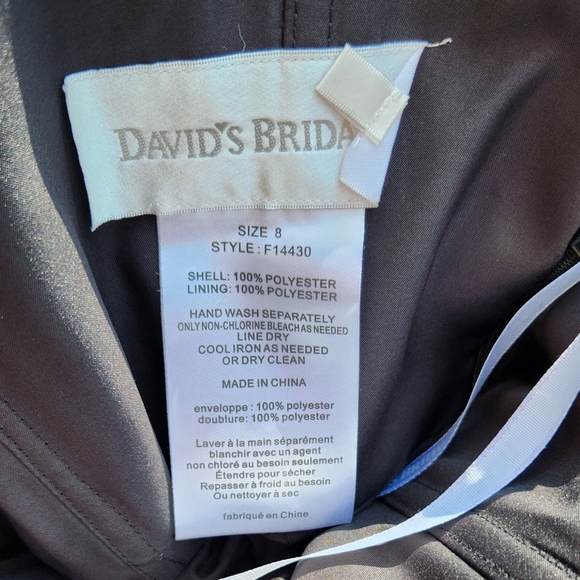 DAVID'S BRIDA
SIZE 8
STYLE : F14430
SHELL: 100% POLYESTER
LINING: 100% POLYESTER
HAND WASH SEPARATELY
ONLY NON-CHLORINE BLEACH AS NEEDED
LINE DRY
COOL IRON AS NEEDED
OR DRY CLEAN
MADE IN CHINA
enveloppe : 100% polyester
doublure: 100% polyester
Laver à la main séparément
blanchir avec un agent
non chloré au besoin seulement
Étendre pour sécher
Repasser à froid au besoin
Ou nettoyer à sec
fabriqué en Chine